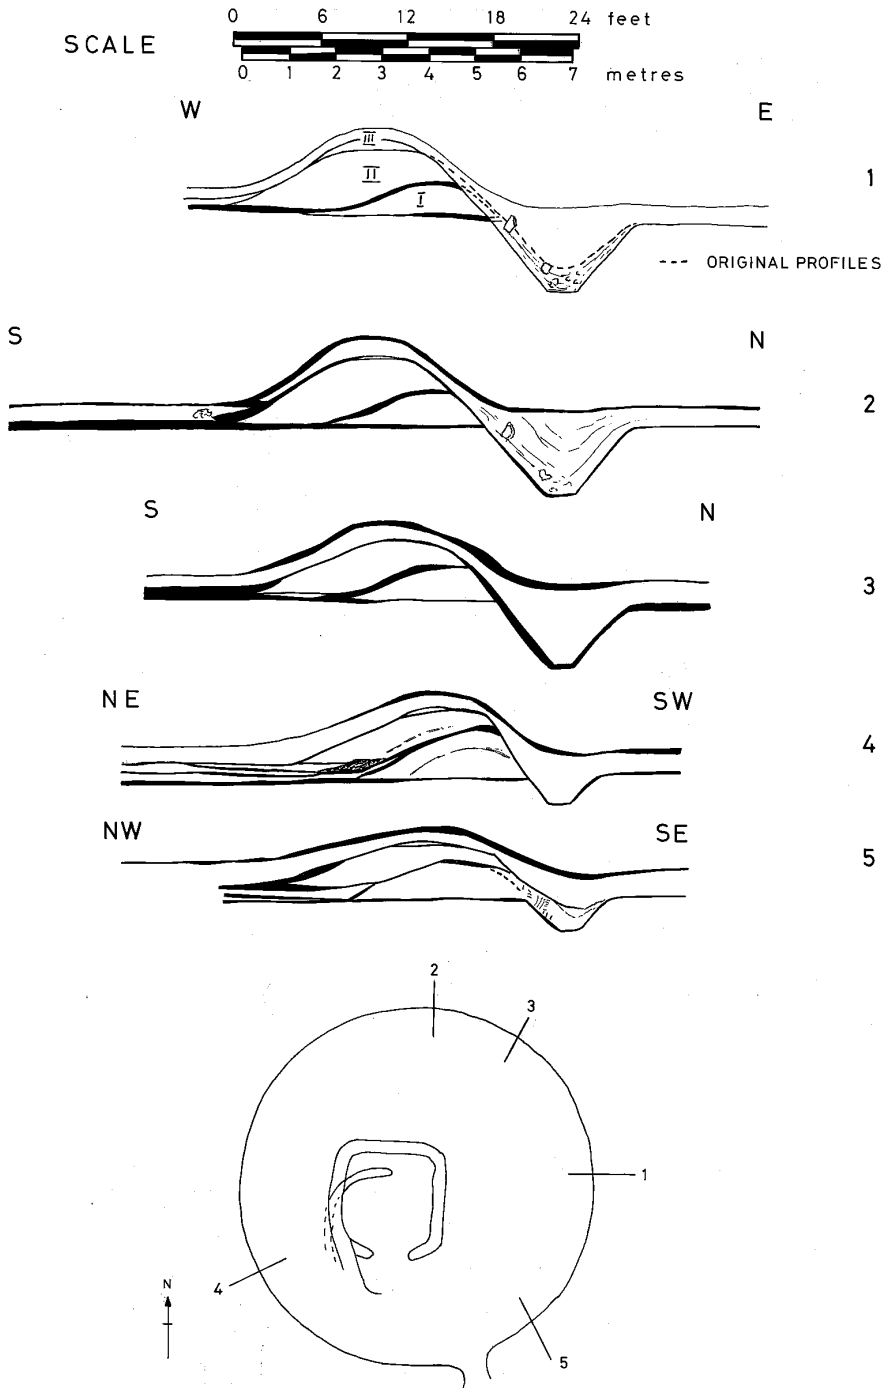 0 6 12 18 24 feet
SCALE
0 1 2 3 4 5 6 7 metres
W E
III
II
I
1
--- ORIGINAL PROFILES
S N
2
S N
3
NE SW
4
NW SE
5
2
3
1
N
4
5